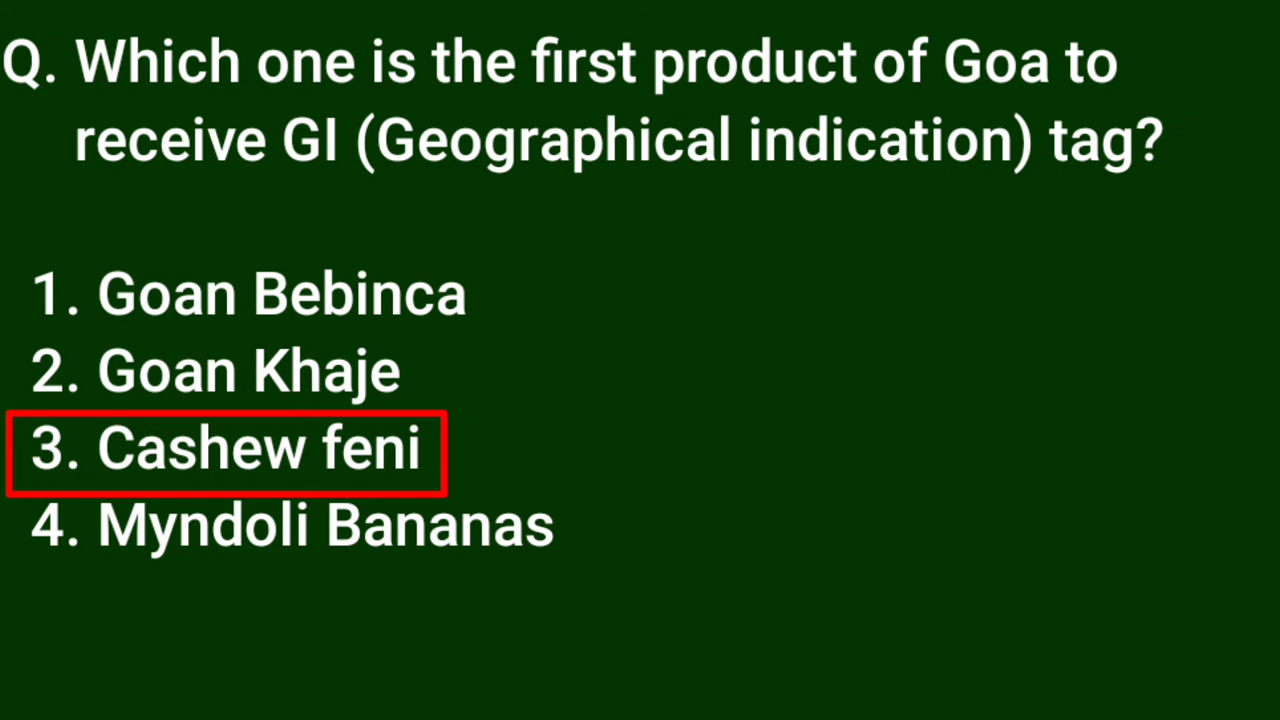 Q. Which one is the first product of Goa to
receive GI (Geographical indication) tag?
1. Goan Bebinca
2. Goan Khaje
3. Cashew feni
4. Myndoli Bananas